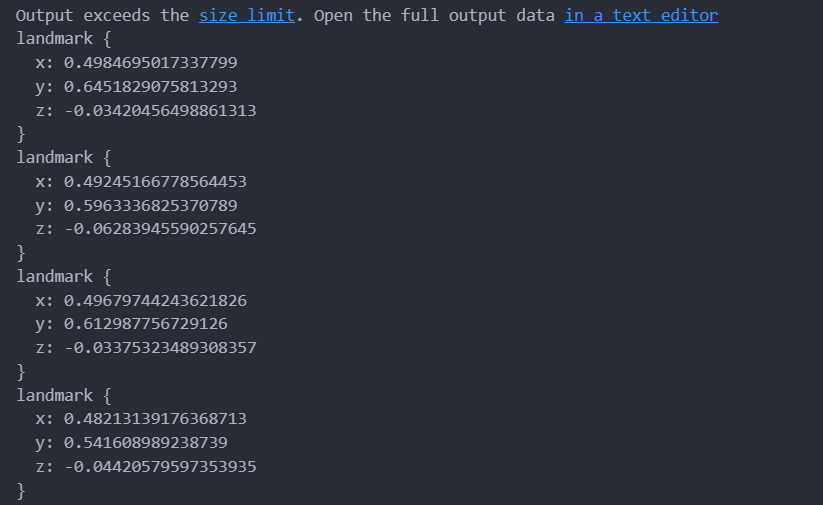 Output exceeds the size limit. Open the full output data in a text editor
landmark {
  x: 0.4984695017337799
  y: 0.6451829075813293
  z: -0.03420456498861313
}
landmark {
  x: 0.49245166778564453
  y: 0.5963336825370789
  z: -0.06283945590257645
}
landmark {
  x: 0.49679744243621826
  y: 0.612987756729126
  z: -0.03375323489308357
}
landmark {
  x: 0.48213139176368713
  y: 0.541608989238739
  z: -0.04420579597353935
}